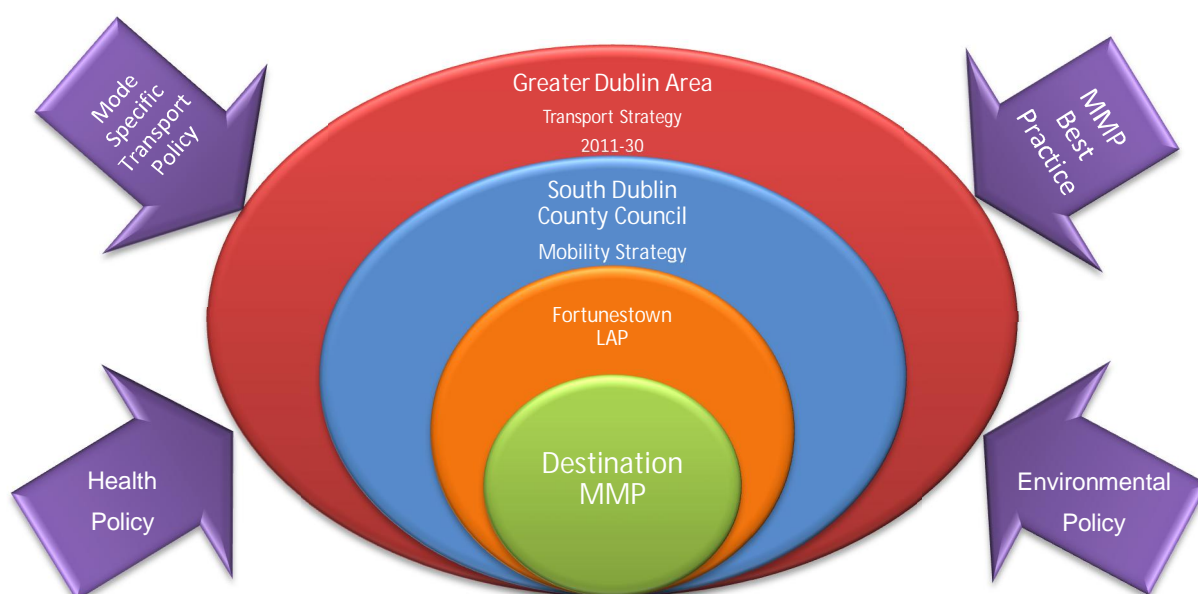 Mode
Specific
Transport
Policy
Greater Dublin Area
Transport Strategy
2011-30
MMP
Best
Practice
South Dublin
County Council
Mobility Strategy
Fortunestown
LAP
Destination
MMP
Health
Policy
Environmental
Policy